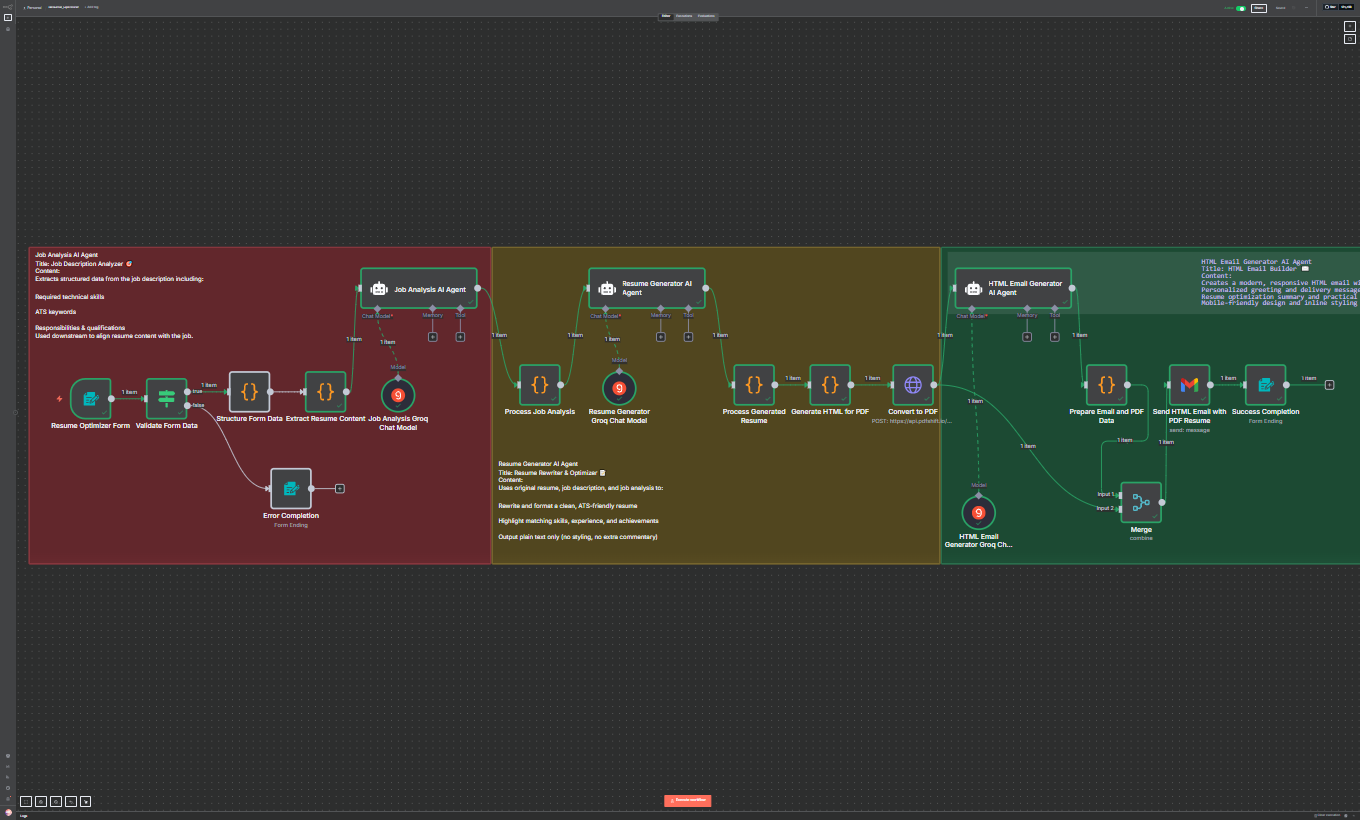 Personal
Editor
Executions
Evaluations
Job Analysis AI Agent
Title: Job Description Analyzer 🎯
Content:
Extracts structured data from the job description including:
Required technical skills
ATS keywords
Responsibilities & qualifications
Used downstream to align resume content with the job.
Job Analysis AI Agent
Chat Model*
Memory
Tool
1 item
1 item
Model
Resume Optimizer Form
1 item
Validate Form Data
true
false
1 item
Structure Form Data
Extract Resume Content
Job Analysis Groq
Chat Model
Error Completion
Form Ending
1 item
Process Job Analysis
1 item
Resume Generator AI
Agent
Chat Model*
Memory
Tool
1 item
Model
Resume Generator
Groq Chat Model
1 item
Process Generated
Resume
1 item
Generate HTML for PDF
1 item
Convert to PDF
POST: https://api.pdfshift.io/...
Resume Generator AI Agent
Title: Resume Rewriter & Optimizer 📄
Content:
Uses original resume, job description, and job analysis to:
Rewrite and format a clean, ATS-friendly resume
Highlight matching skills, experience, and achievements
Output plain text only (no styling, no extra commentary)
1 item
HTML Email Generator
AI Agent
Chat Model*
Memory
Tool
1 item
Model
HTML Email
Generator Groq Ch...
HTML Email Generator AI Agent
Title: HTML Email Builder
Content:
Creates a modern, responsive HTML email wi
Personalized greeting and delivery message
Resume optimization summary and practical
Mobile-friendly design and inline styling
1 item
Prepare Email and PDF
Data
1 item
1 item
Input 1
Input 2
Merge
combine
1 item
Send HTML Email with
PDF Resume
send: message
1 item
Success Completion
Form Ending
1 item
Execute workflow
Logs